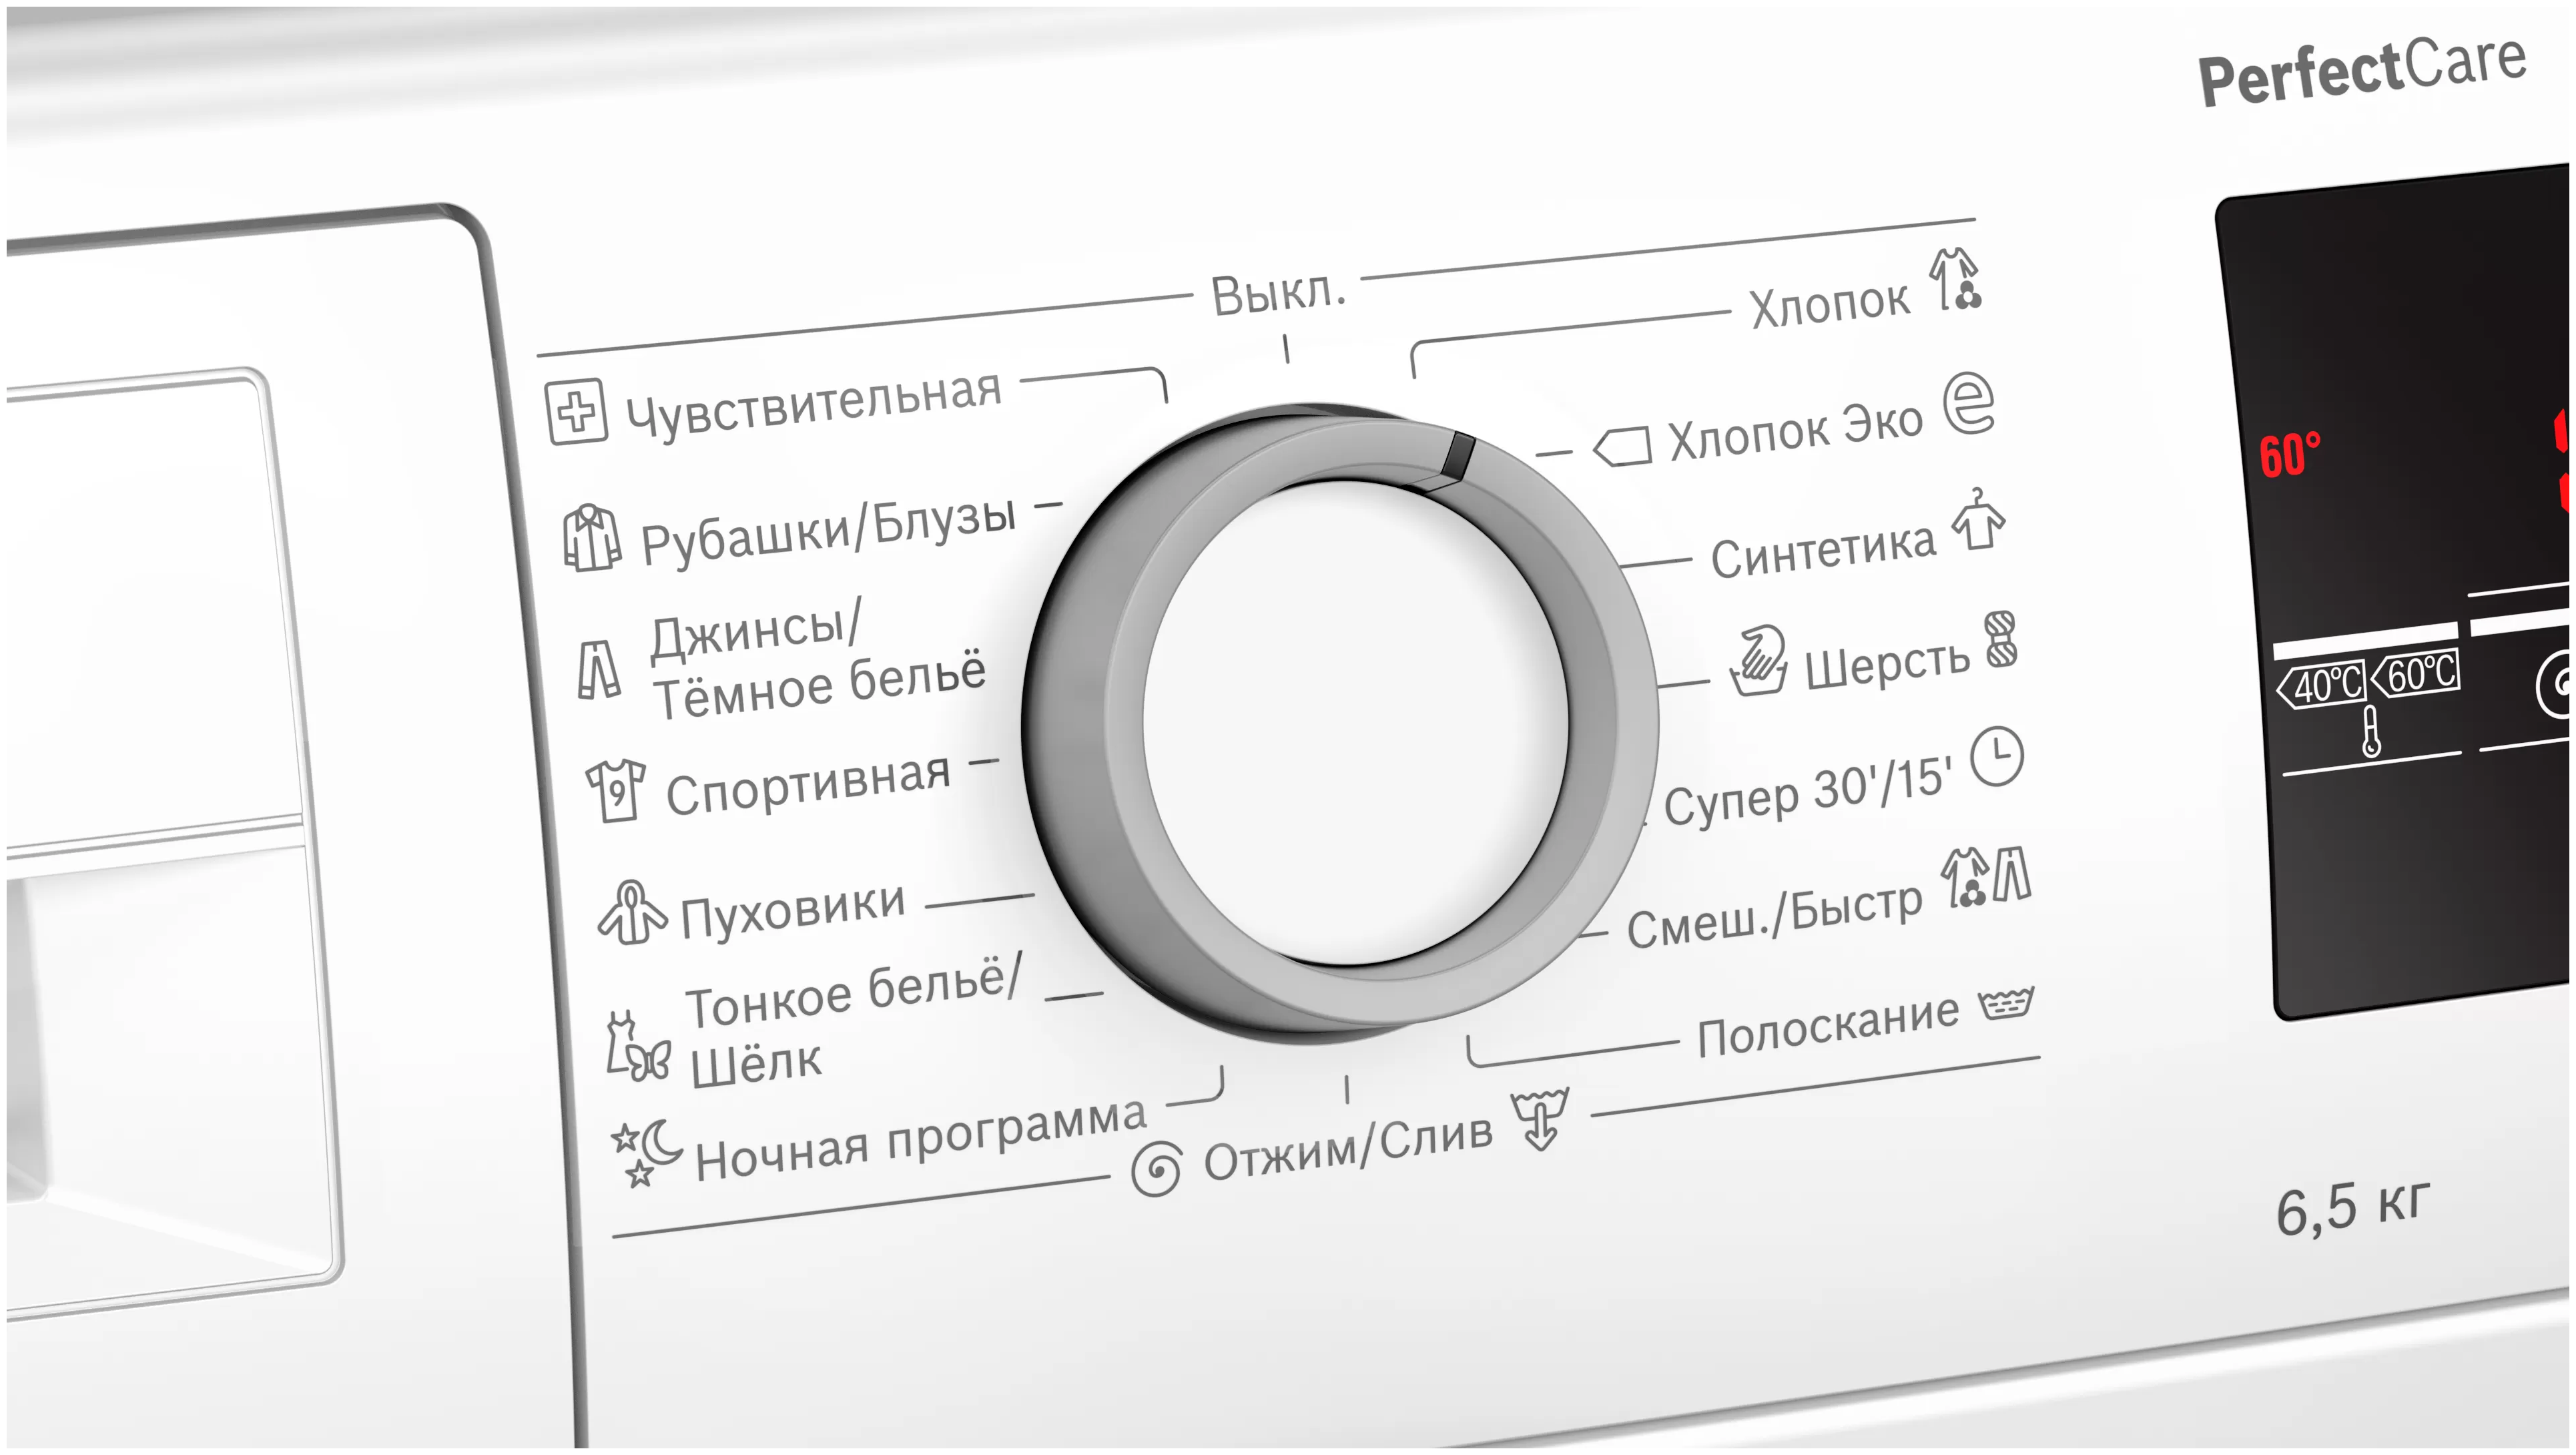 PerfectCare
Выкл.
Чувствительная
Рубашки/Блузы
Джинсы/
Тёмное бельё
Спортивная
9
Пуховики
Тонкое бельё/
Шёлк
Ночная программа
Отжим/Слив
Хлопок
Хлопок Эко e
Синтетика
Шерсть
Супер 30'/15'
Смеш./Быстр
Полоскание
60°
40°C 60°C
6,5 кг